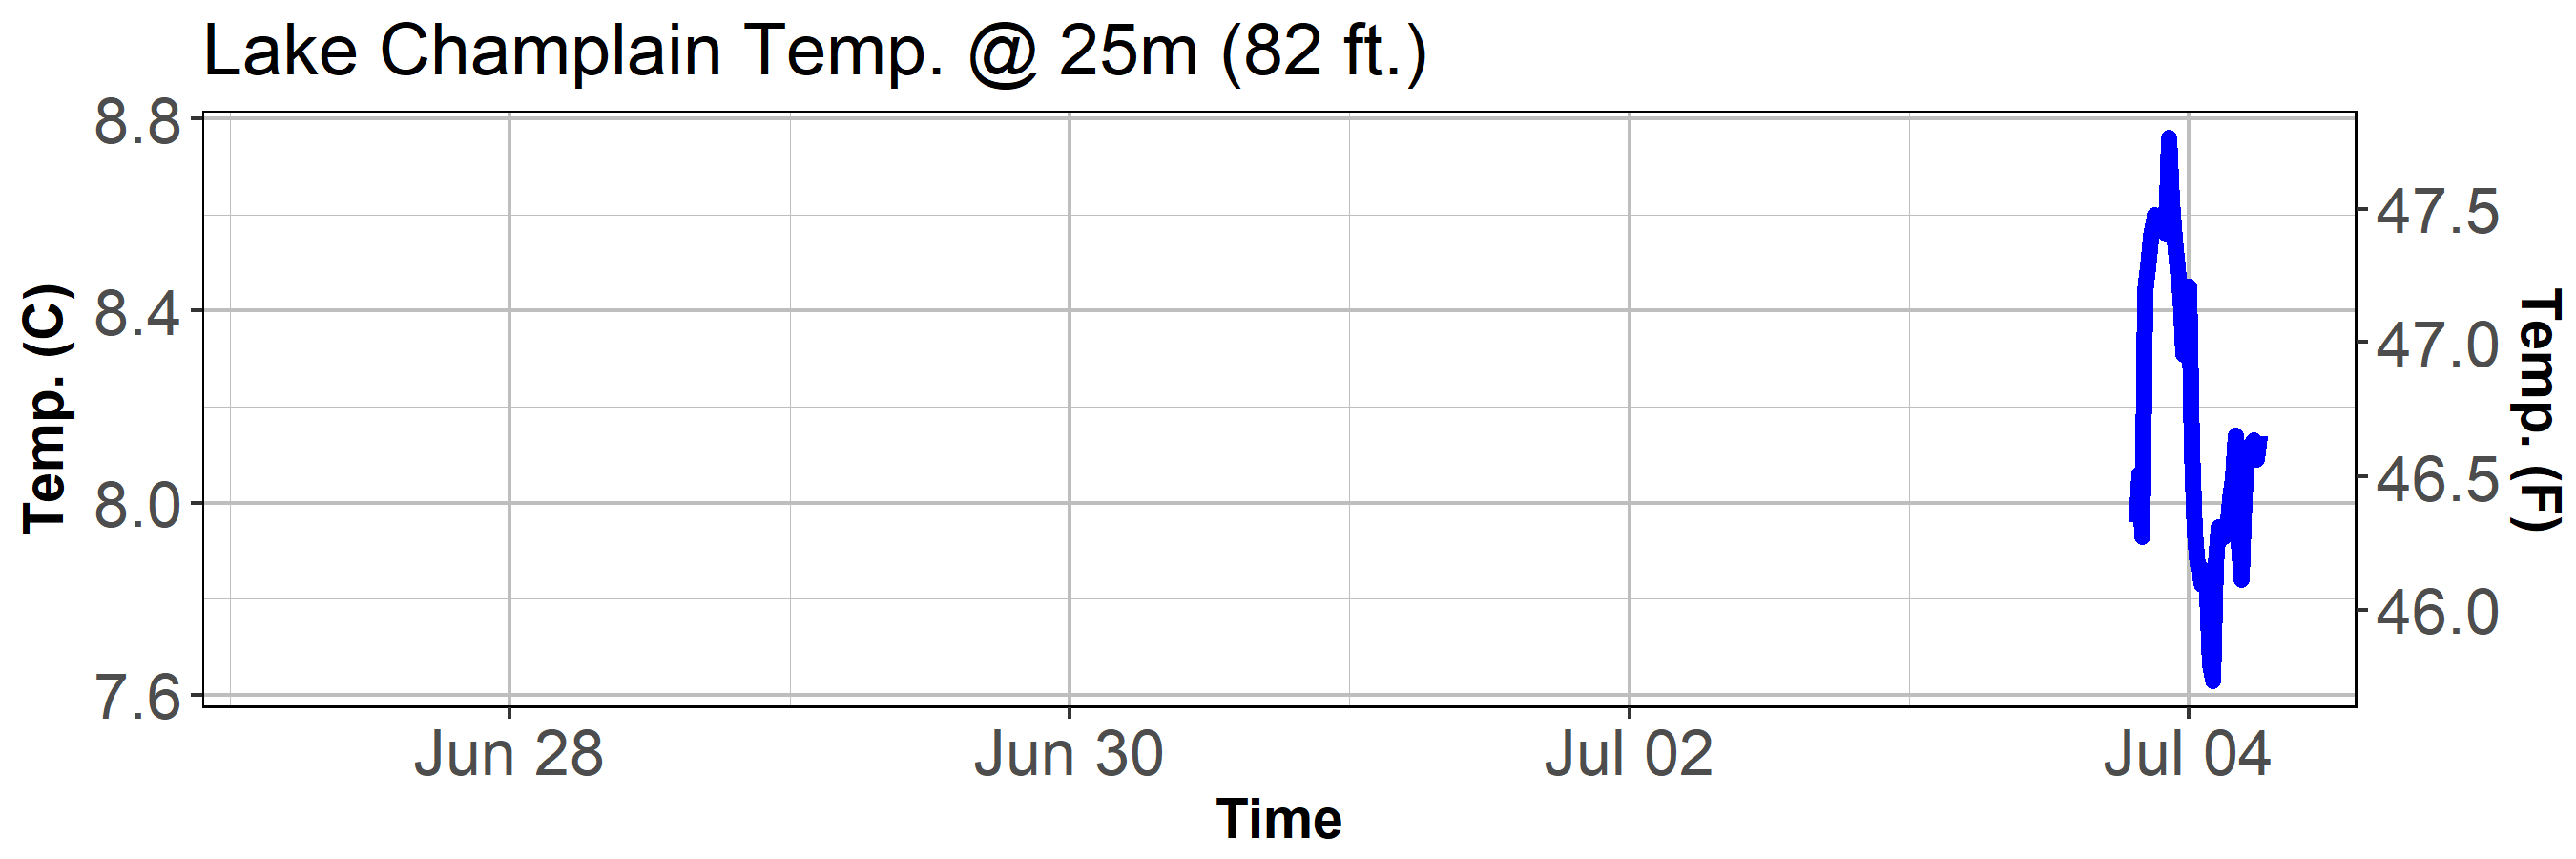 Lake Champlain Temp. @ 25m (82 ft.)
8.8
8.4
8.0
7.6
Temp. (C)
47.5
47.0
46.5
46.0
Temp. (F)
Jun 28 Jun 30 Jul 02 Jul 04
Time